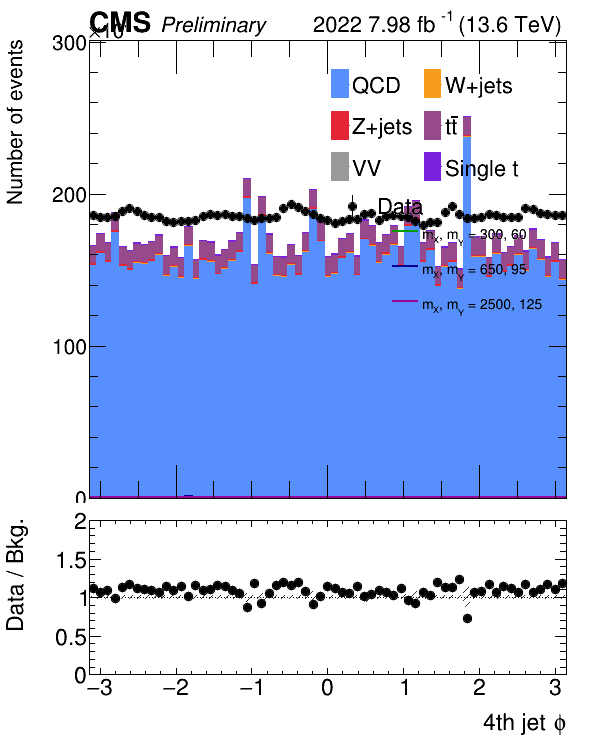 CMS Preliminary 2022 7.98 fb -1 (13.6 TeV)
×10
Number of events
300
200
100
0
QCD W+jets
Z+jets tt̄
VV Single t
Data
mX, mY = 300, 60
mX, mY = 650, 95
mX, mY = 2500, 125
Data / Bkg.
2
1.5
1
0.5
0
−3 −2 −1 0 1 2 3
4th jet ϕ